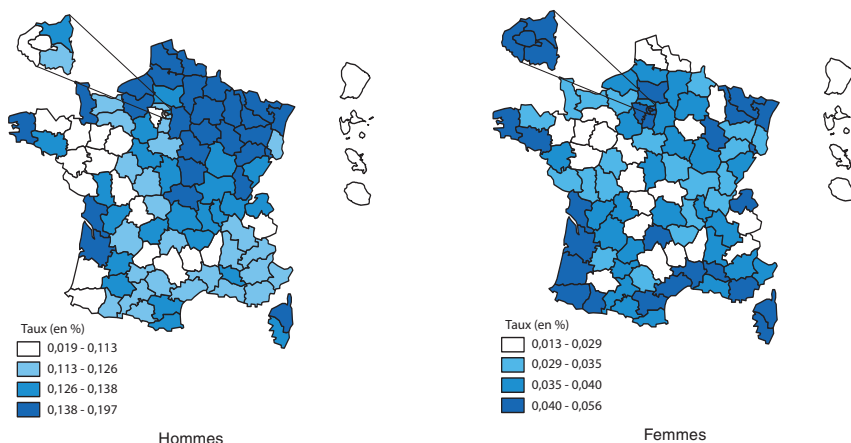 Taux (en %)
0,019 - 0,113
0,113 - 0,126
0,126 - 0,138
0,138 - 0,197
Hommes
Taux (en %)
0,013 - 0,029
0,029 - 0,035
0,035 - 0,040
0,040 - 0,056
Femmes